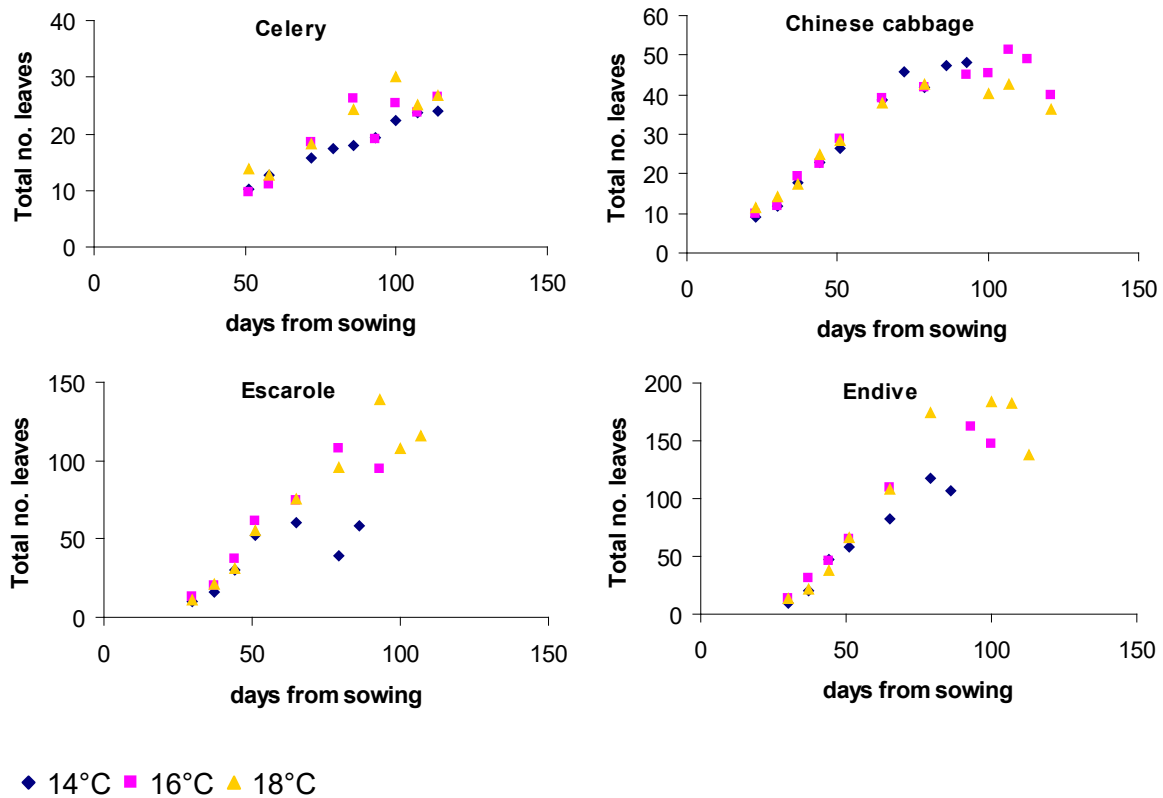 Celery
Total no. leaves
40
30
20
10
0
0 50 100 150
days from sowing
Chinese cabbage
Total no. leaves
60
50
40
30
20
10
0
0 50 100 150
days from sowing
Escarole
Total no. leaves
150
100
50
0
0 50 100 150
days from sowing
Endive
Total no. leaves
200
150
100
50
0
0 50 100 150
days from sowing
14°C 16°C 18°C